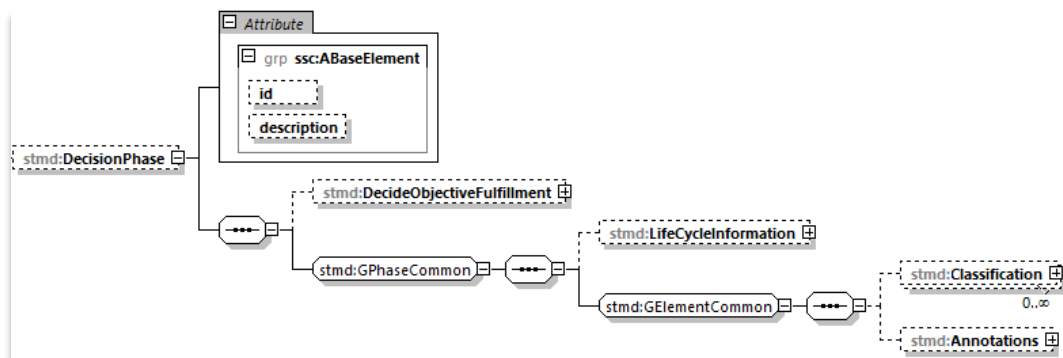 Attribute
grp ssc:ABaseElement
id
description
stmd:DecisionPhase
stmd:DecideObjectiveFulfillment
stmd:LifeCycleInformation
stmd:GPhaseCommon
stmd:Classification
0..∞
stmd:GElementCommon
stmd:Annotations